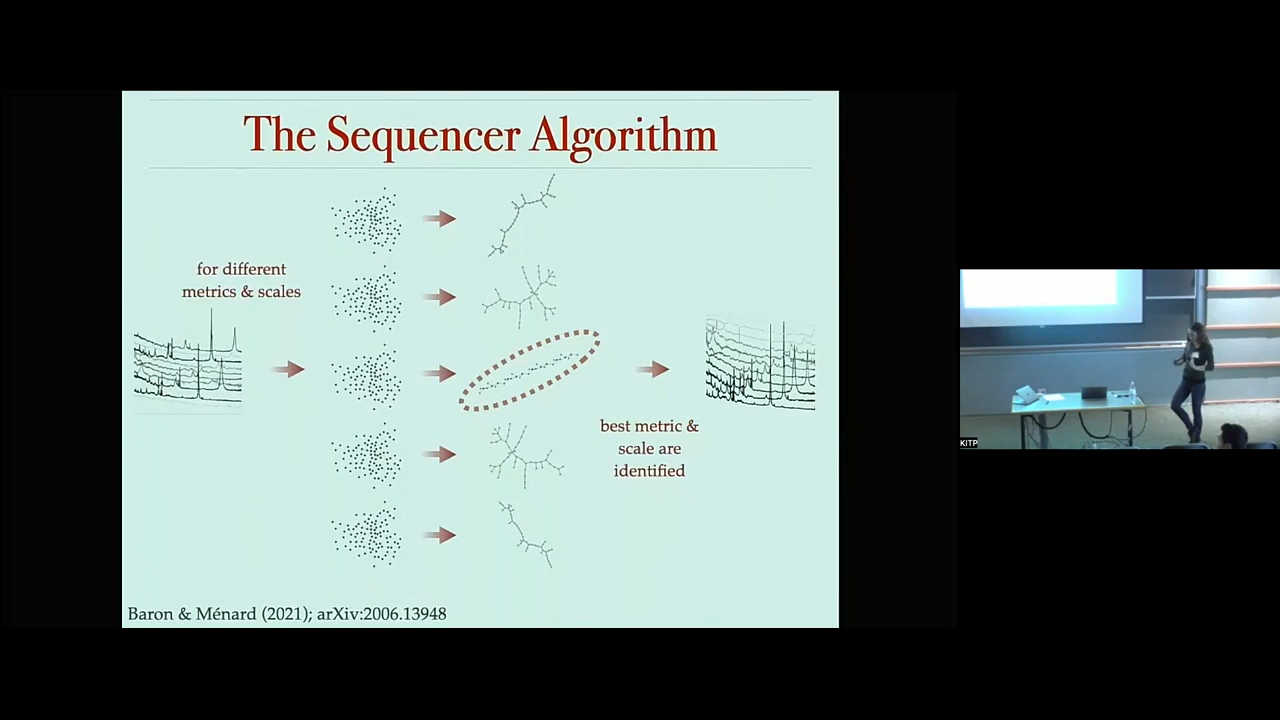 The Sequencer Algorithm
for different
metrics & scales
best metric &
scale are
identified
Baron & Ménard (2021); arXiv:2006.13948
KITP